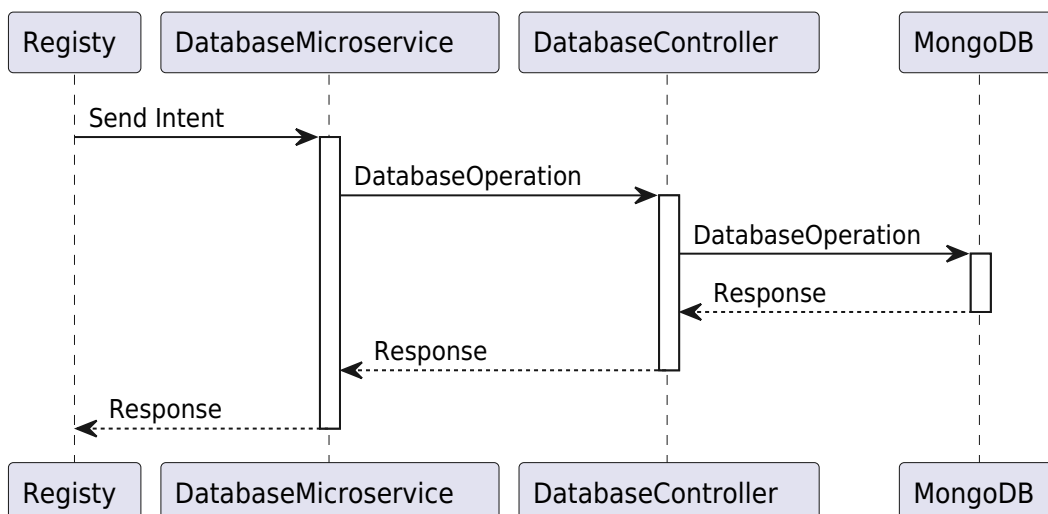 Registy DatabaseMicroservice DatabaseController MongoDB
Send Intent
DatabaseOperation
DatabaseOperation
Response
Response
Response
Registy DatabaseMicroservice DatabaseController MongoDB